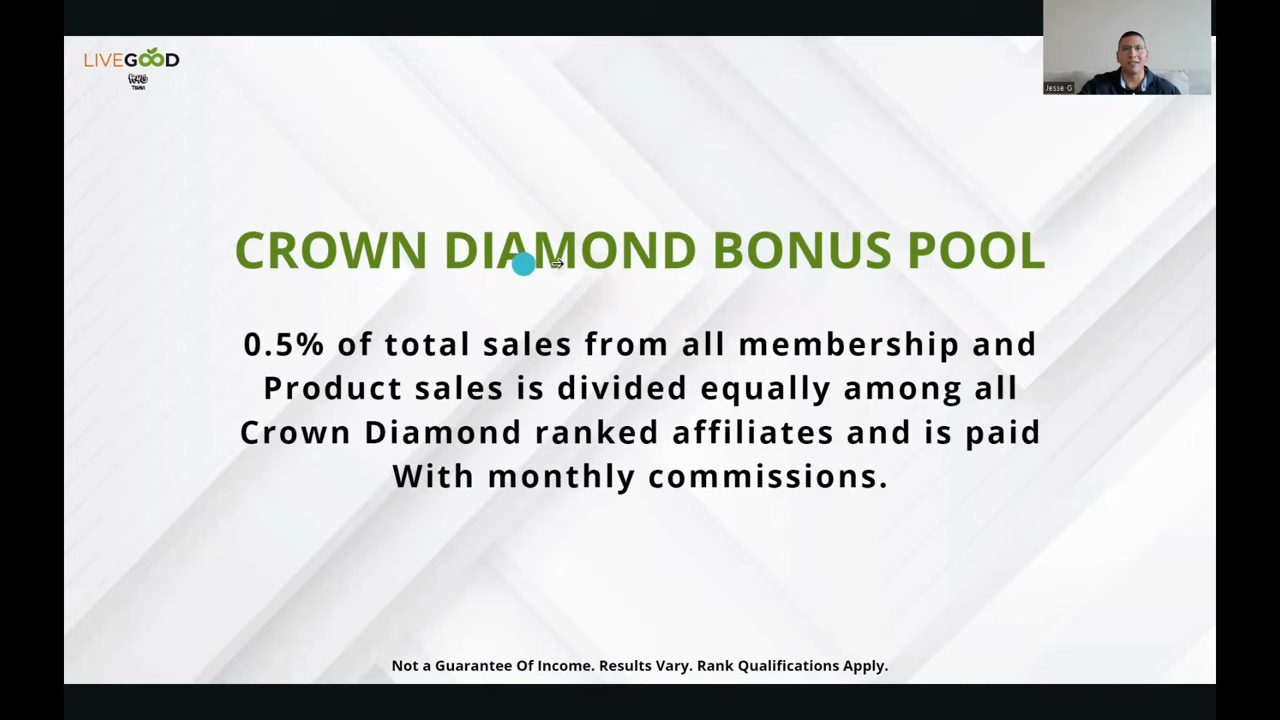 LIVEGOOD
TEAM
Jesse G
CROWN DIAMOND BONUS POOL
0.5% of total sales from all membership and
Product sales is divided equally among all
Crown Diamond ranked affiliates and is paid
With monthly commissions.
Not a Guarantee Of Income. Results Vary. Rank Qualifications Apply.